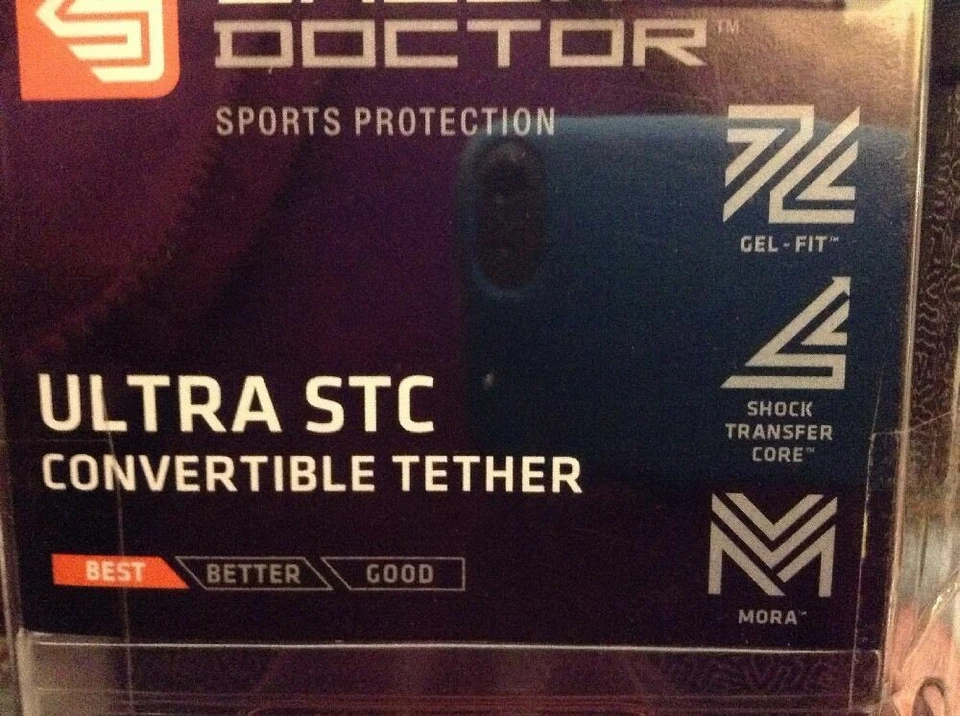 DOCTOR™
SPORTS PROTECTION
GEL-FIT™
SHOCK
TRANSFER
CORE™
ULTRA STC
CONVERTIBLE TETHER
BEST BETTER GOOD
MORA™